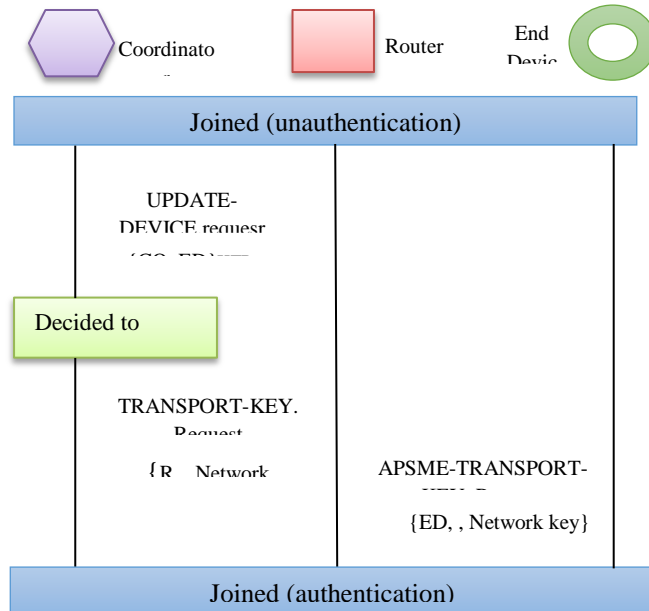 Coordinato
Router
End
Devic
Joined (unauthentication)
UPDATE-
DEVICE requesr
Decided to
TRANSPORT-KEY.
Request
{R Network
APSME-TRANSPORT-
{ED, , Network key}
Joined (authentication)